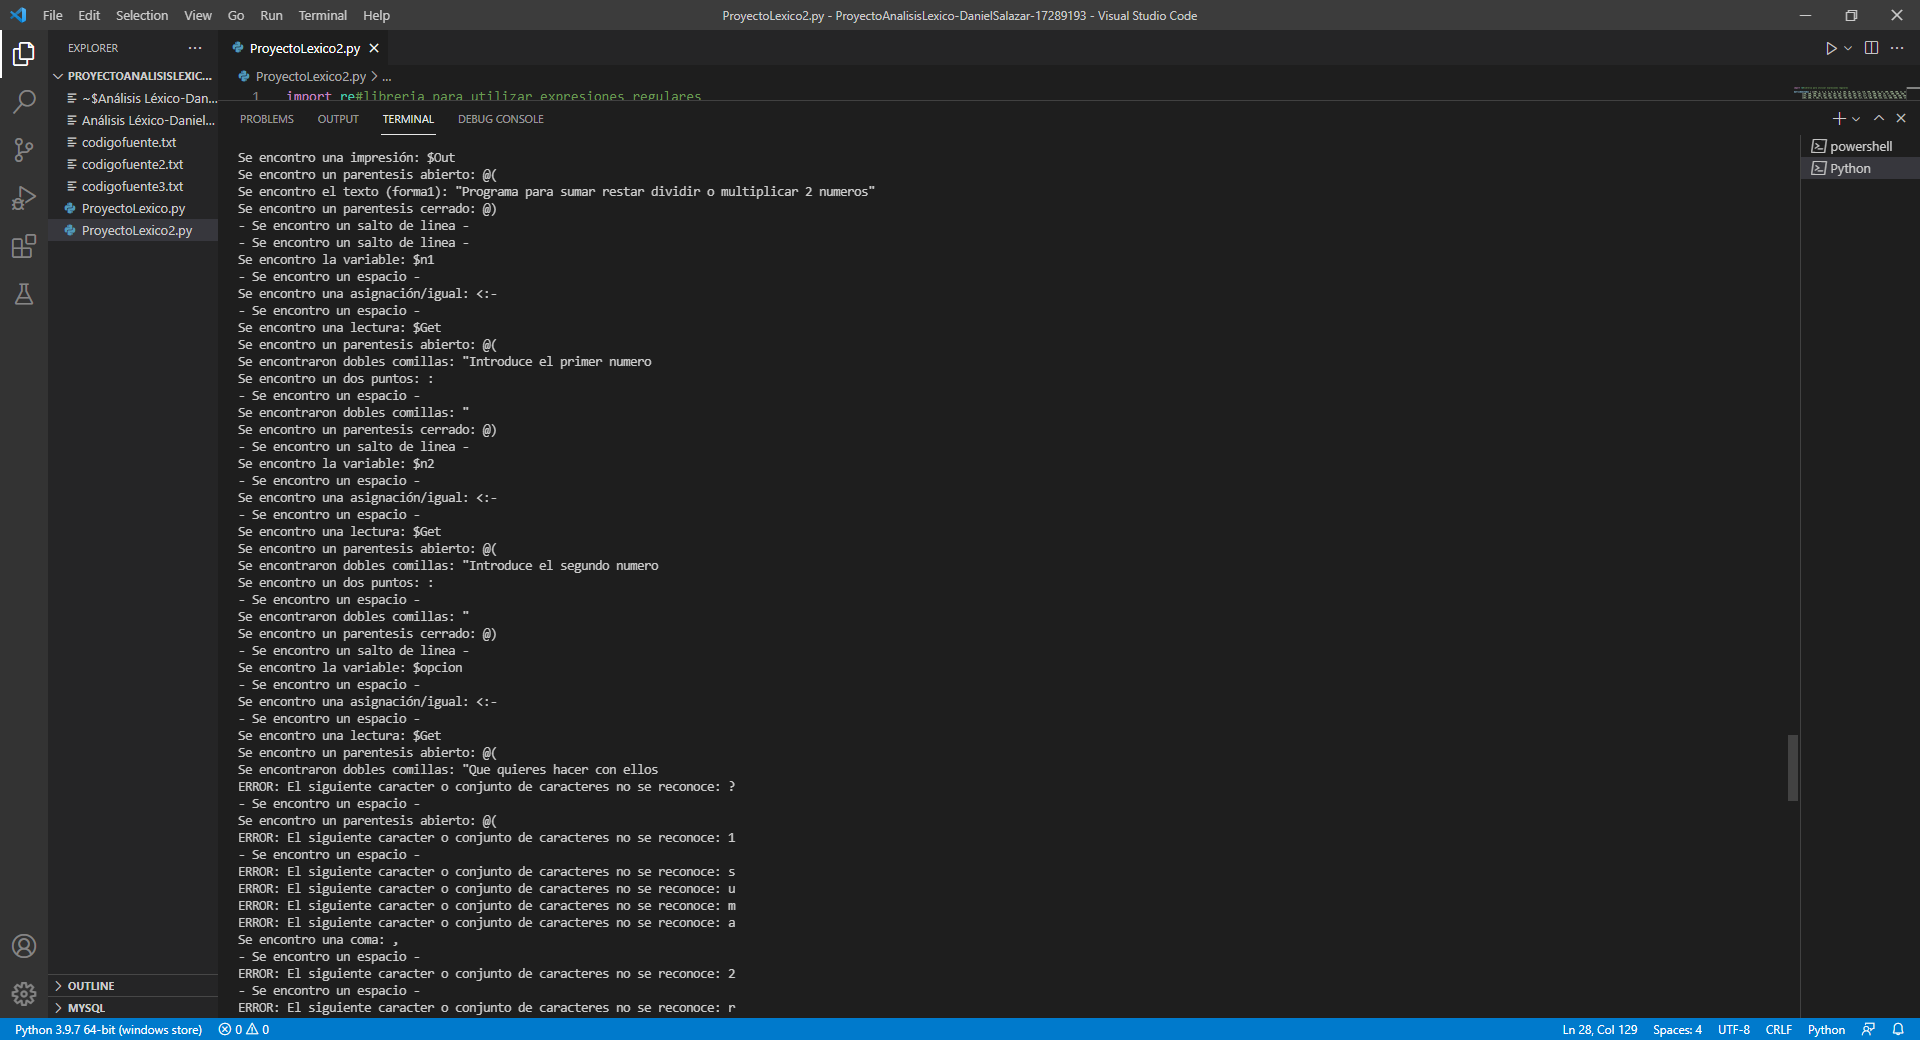 File Edit Selection View Go Run Terminal Help
ProyectoLexico2.py - ProyectoAnalisisLexico-DanielSalazar-17289193 - Visual Studio Code
EXPLORER
PROYECTOANALISISLEXIC...
~$Análisis Léxico-Dan...
Análisis Léxico-Daniel...
codigofuente.txt
codigofuente2.txt
codigofuente3.txt
ProyectoLexico.py
ProyectoLexico2.py
OUTLINE
MYSQL
ProyectoLexico2.py
ProyectoLexico2.py > ...
1 import re#libreria para utilizar expresiones regulares
PROBLEMS OUTPUT TERMINAL DEBUG CONSOLE
Se encontro una impresión: $Out
Se encontro un parentesis abierto: @(
Se encontro el texto (forma1): "Programa para sumar restar dividir o multiplicar 2 numeros"
Se encontro un parentesis cerrado: @)
- Se encontro un salto de linea -
- Se encontro un salto de linea -
Se encontro la variable: $n1
- Se encontro un espacio -
Se encontro una asignación/igual: <:-
- Se encontro un espacio -
Se encontro una lectura: $Get
Se encontro un parentesis abierto: @(
Se encontraron dobles comillas: "Introduce el primer numero
Se encontro un dos puntos: :
- Se encontro un espacio -
Se encontraron dobles comillas: "
Se encontro un parentesis cerrado: @)
- Se encontro un salto de linea -
Se encontro la variable: $n2
- Se encontro un espacio -
Se encontro una asignación/igual: <:-
- Se encontro un espacio -
Se encontro una lectura: $Get
Se encontro un parentesis abierto: @(
Se encontraron dobles comillas: "Introduce el segundo numero
Se encontro un dos puntos: :
- Se encontro un espacio -
Se encontraron dobles comillas: "
Se encontro un parentesis cerrado: @)
- Se encontro un salto de linea -
Se encontro la variable: $opcion
- Se encontro un espacio -
Se encontro una asignación/igual: <:-
- Se encontro un espacio -
Se encontro una lectura: $Get
Se encontro un parentesis abierto: @(
Se encontraron dobles comillas: "Que quieres hacer con ellos
ERROR: El siguiente caracter o conjunto de caracteres no se reconoce: ?
- Se encontro un espacio -
Se encontro un parentesis abierto: @(
ERROR: El siguiente caracter o conjunto de caracteres no se reconoce: 1
- Se encontro un espacio -
ERROR: El siguiente caracter o conjunto de caracteres no se reconoce: s
ERROR: El siguiente caracter o conjunto de caracteres no se reconoce: u
ERROR: El siguiente caracter o conjunto de caracteres no se reconoce: m
ERROR: El siguiente caracter o conjunto de caracteres no se reconoce: a
Se encontro una coma: ,
- Se encontro un espacio -
ERROR: El siguiente caracter o conjunto de caracteres no se reconoce: 2
- Se encontro un espacio -
ERROR: El siguiente caracter o conjunto de caracteres no se reconoce: r
powershell
Python
Python 3.9.7 64-bit (windows store) 0 0
Ln 28, Col 129 Spaces: 4 UTF-8 CRLF Python